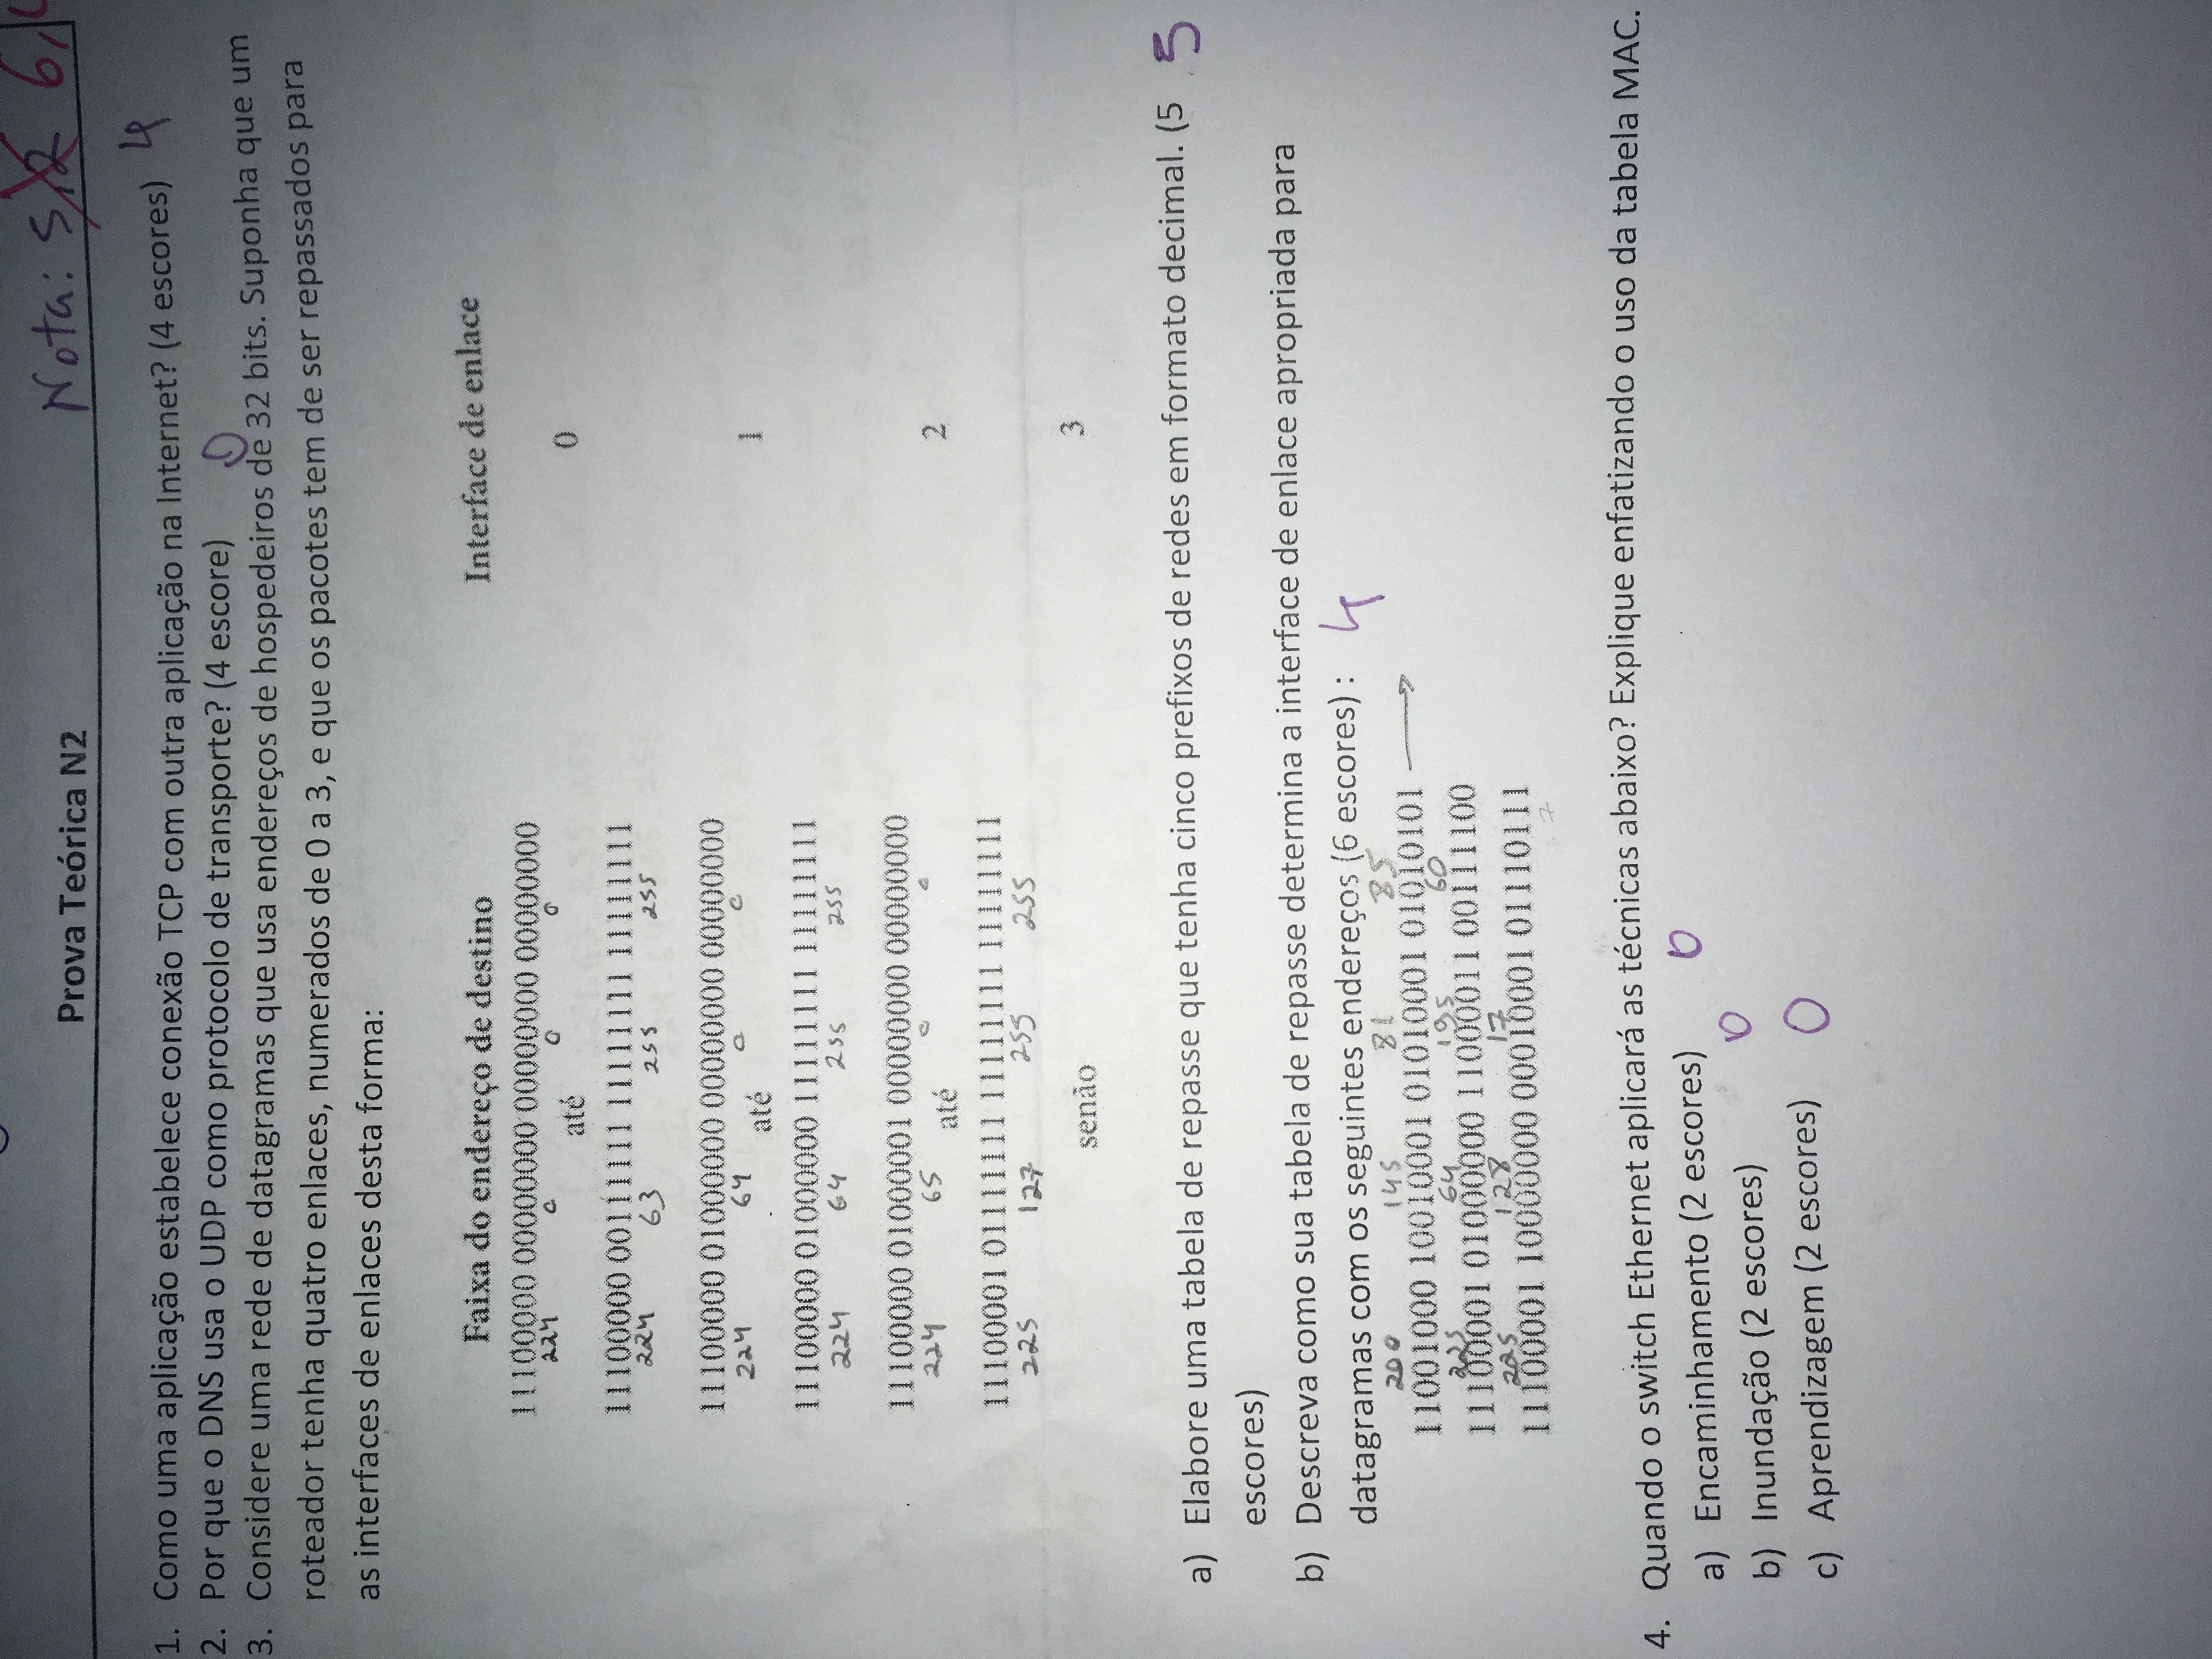 Prova Teórica N2
Nota: 5,2 6,
1. Como uma aplicação estabelece conexão TCP com outra aplicação na Internet? (4 escores) 4
2. Por que o DNS usa o UDP como protocolo de transporte? (4 escore)
3. Considere uma rede de datagramas que usa endereços de hospedeiros de 32 bits. Suponha que um
roteador tenha quatro enlaces, numerados de 0 a 3, e que os pacotes tem de ser repassados para
as interfaces de enlaces desta forma:
Faixa do endereço de destino Interface de enlace
11100000 00000000 00000000 00000000
224 0 0 0
até 0
11100000 00111111 11111111 11111111
224 63 255 255
11100000 01000000 00000000 00000000
224 64 0 0
até 1
11100000 01000000 11111111 11111111
224 64 255 255
11100000 01000001 00000000 00000000
224 65 0 0
até 2
11100001 01111111 11111111 11111111
225 127 255 255
senão 3
a) Elabore uma tabela de repasse que tenha cinco prefixos de redes em formato decimal. (5 5
escores)
b) Descreva como sua tabela de repasse determina a interface de enlace apropriada para
datagramas com os seguintes endereços (6 escores) : 4
200 145 81 85
11001000 10010001 01010001 01010101
225 64 195 60
11100001 01000000 11000011 00111100
225 128 17
11100001 10000000 00010001 01110111
7
4. Quando o switch Ethernet aplicará as técnicas abaixo? Explique enfatizando o uso da tabela MAC.
a) Encaminhamento (2 escores) 0
b) Inundação (2 escores) 0
c) Aprendizagem (2 escores) 0